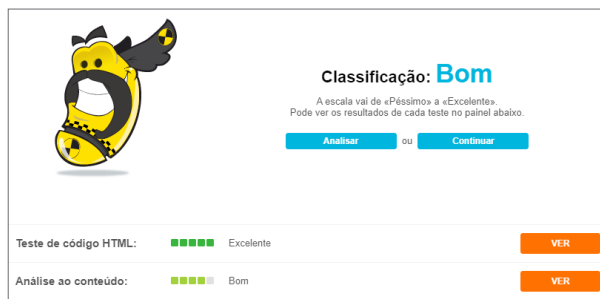 Classificação: Bom
A escala vai de «Péssimo» a «Excelente».
Pode ver os resultados de cada teste no painel abaixo.
Analisar ou Continuar
Teste de código HTML: Excelente VER
Análise ao conteúdo: Bom VER